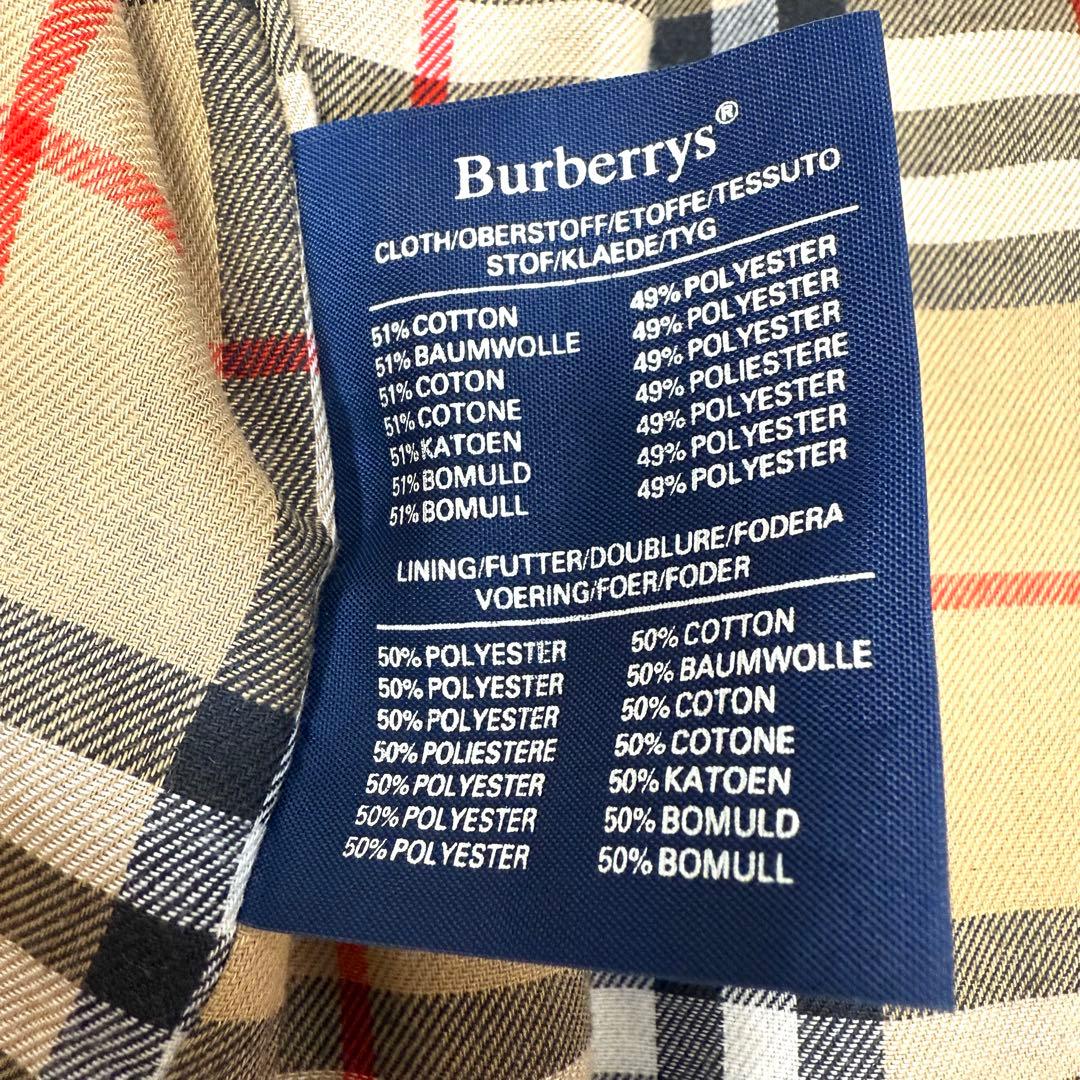 Burberrys®
CLOTH/OBERSTOFF/ETOFFE/TESSUTO
STOF/KLAEDE/TYG
51% COTTON 49% POLYESTER
51% BAUMWOLLE 49% POLYESTER
51% COTON 49% POLYESTER
51% COTONE 49% POLIESTERE
51% KATOEN 49% POLYESTER
51% BOMULD 49% POLYESTER
51% BOMULL 49% POLYESTER
LINING/FUTTER/DOUBLURE/FODERA
VOERING/FOER/FODER
50% POLYESTER 50% COTTON
50% POLYESTER 50% BAUMWOLLE
50% POLYESTER 50% COTON
50% POLIESTERE 50% COTONE
50% POLYESTER 50% KATOEN
50% POLYESTER 50% BOMULD
50% POLYESTER 50% BOMULL